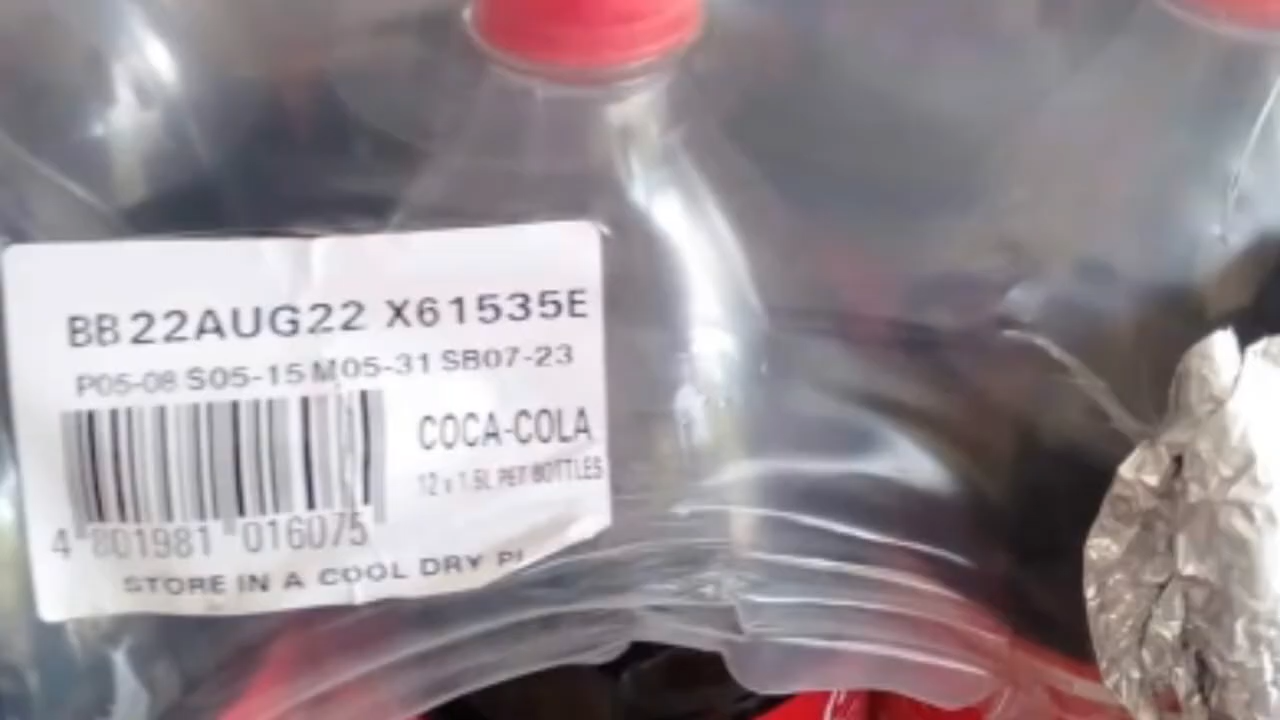 BB22AUG22 X61535E
P05-08 S05-15 M05-31 SB07-23
COCA-COLA
12 x 1.5L PET BOTTLES
4 801981 016075
STORE IN A COOL DRY